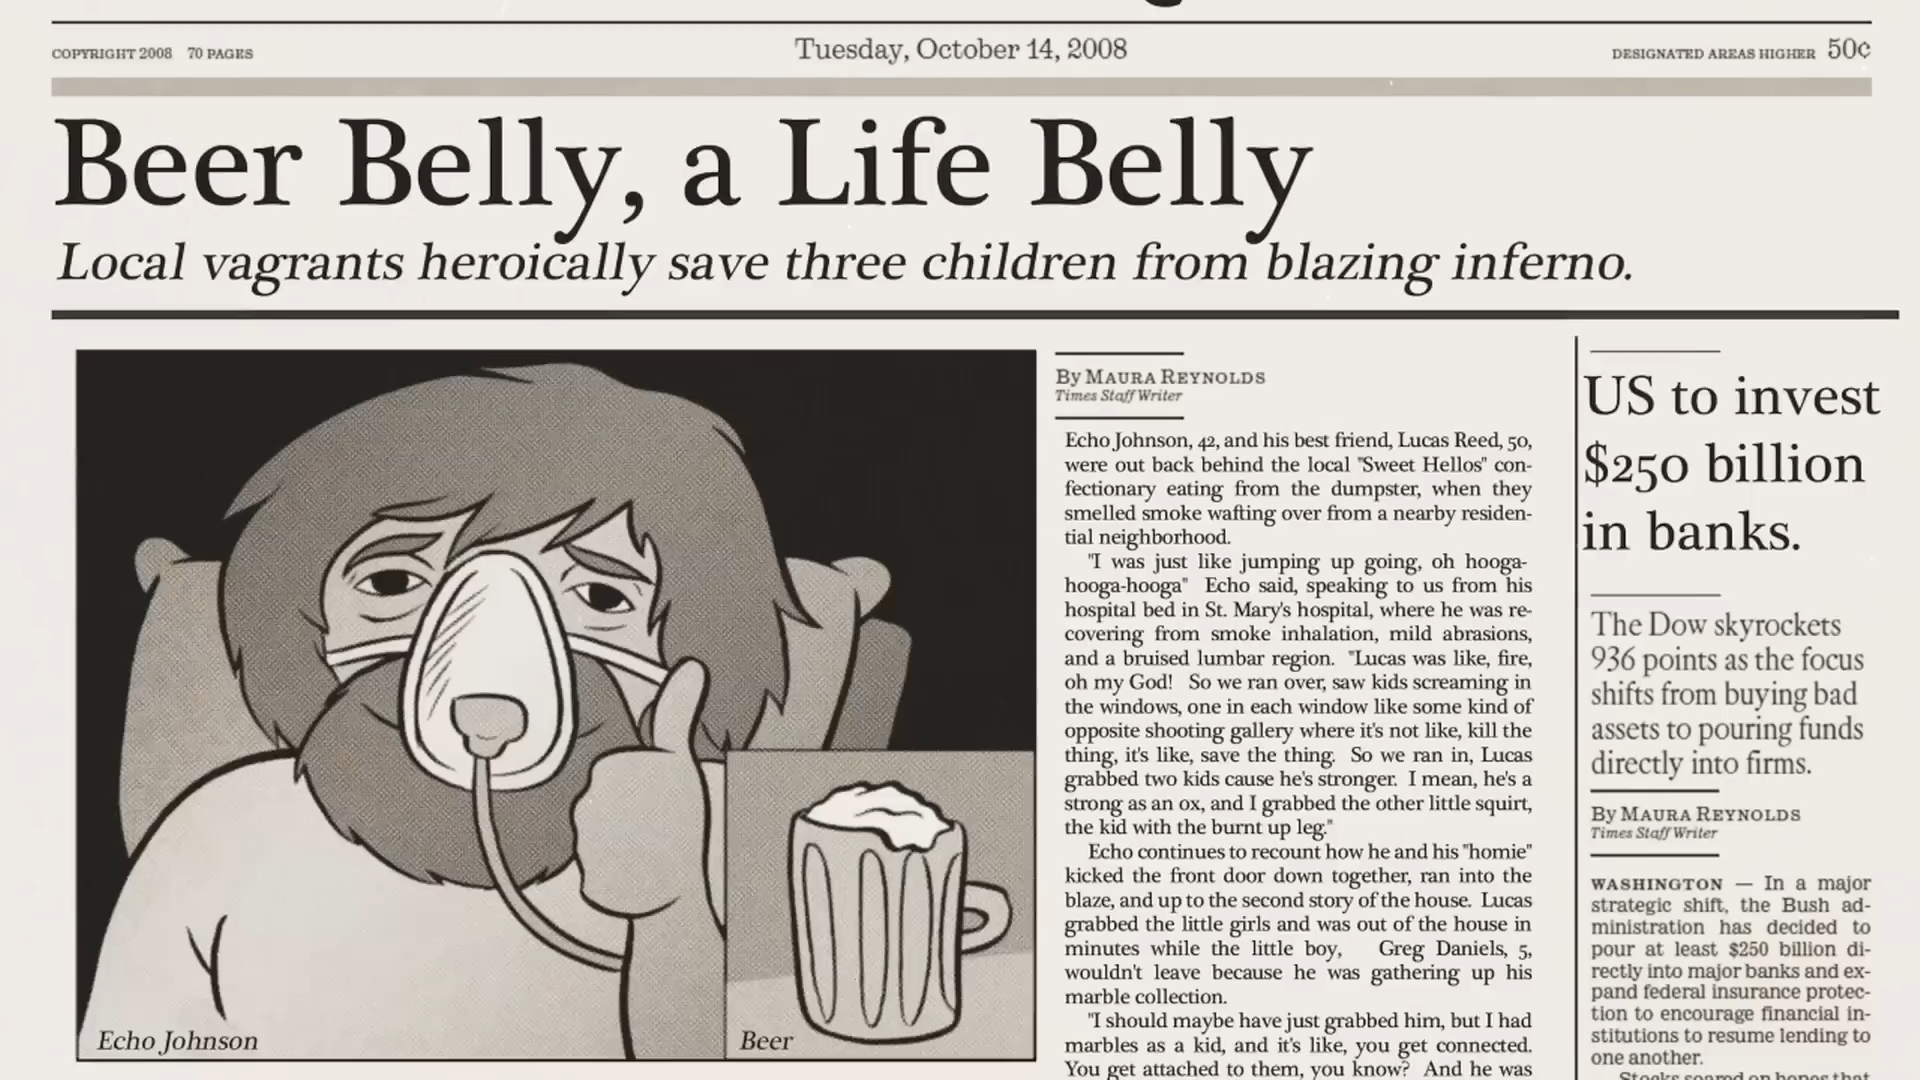 COPYRIGHT 2008 70 PAGES
Tuesday, October 14, 2008
DESIGNATED AREAS HIGHER 50¢
Beer Belly, a Life Belly
Local vagrants heroically save three children from blazing inferno.
Echo Johnson
Beer
By MAURA REYNOLDS
Times Staff Writer
Echo Johnson, 42, and his best friend, Lucas Reed, 50,
were out back behind the local "Sweet Hellos" con-
fectionary eating from the dumpster, when they
smelled smoke wafting over from a nearby residen-
tial neighborhood.
"I was just like jumping up going, oh hooga-
hooga-hooga" Echo said, speaking to us from his
hospital bed in St. Mary's hospital, where he was re-
covering from smoke inhalation, mild abrasions,
and a bruised lumbar region. "Lucas was like, fire,
oh my God! So we ran over, saw kids screaming in
the windows, one in each window like some kind of
opposite shooting gallery where it's not like, kill the
thing, it's like, save the thing. So we ran in, Lucas
grabbed two kids cause he's stronger. I mean, he's a
strong as an ox, and I grabbed the other little squirt,
the kid with the burnt up leg."
Echo continues to recount how he and his "homie"
kicked the front door down together, ran into the
blaze, and up to the second story of the house. Lucas
grabbed the little girls and was out of the house in
minutes while the little boy, Greg Daniels, 5,
wouldn't leave because he was gathering up his
marble collection.
"I should maybe have just grabbed him, but I had
marbles as a kid, and it's like, you get connected.
You get attached to them, you know? And he was
US to invest
$250 billion
in banks.
The Dow skyrockets
936 points as the focus
shifts from buying bad
assets to pouring funds
directly into firms.
By MAURA REYNOLDS
Times Staff Writer
WASHINGTON — In a major
strategic shift, the Bush ad-
ministration has decided to
pour at least $250 billion di-
rectly into major banks and ex-
pand federal insurance protec-
tion to encourage financial in-
stitutions to resume lending to
one another.
Stocks soared on hopes that